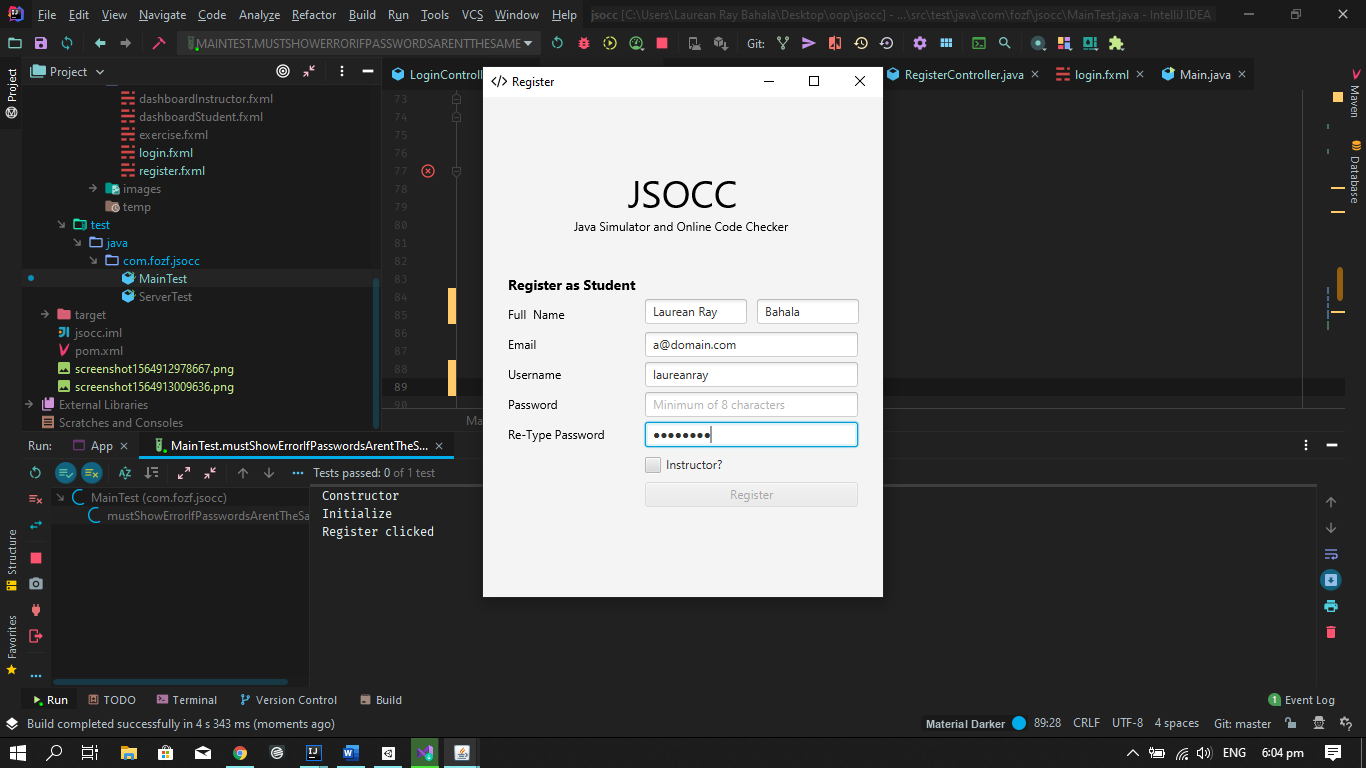 File Edit View Navigate Code Analyze Refactor Build Run Tools VCS Window Help jsocc [C:\Users\Laurean Ray Bahala\Desktop\oop\jsocc] - ...\src\test\java\com\fozf\jsocc\MainTest.java - IntelliJ IDEA
MAINTEST.MUSTSHOWERRORIFPASSWORDSARENTTHESAME Git:
Project LoginControll RegisterController.java login.fxml Main.java
Project
Maven
Database
dashboardInstructor.fxml
dashboardStudent.fxml
exercise.fxml
login.fxml
register.fxml
images
temp
test
java
com.fozf.jsocc
MainTest
ServerTest
target
jsocc.iml
pom.xml
screenshot1564912978667.png
screenshot1564913009636.png
External Libraries
Scratches and Consoles
73
74
75
76
77
78
79
80
81
82
83
84
85
86
87
88
89
90
Ma
Register
JSOCC
Java Simulator and Online Code Checker
Register as Student
Full Name Laurean Ray Bahala
Email a@domain.com
Username laureanray
Password Minimum of 8 characters
Re-Type Password ●●●●●●●●
Instructor?
Register
Run: App MainTest.mustShowErrorIfPasswordsArentTheS...
Tests passed: 0 of 1 test
MainTest (com.fozf.jsocc)
mustShowErrorIfPasswordsArentTheSa
Constructor
Initialize
Register clicked
Structure
Favorites
Run TODO Terminal Version Control Build 1 Event Log
Build completed successfully in 4 s 343 ms (moments ago) Material Darker 89:28 CRLF UTF-8 4 spaces Git: master
ENG 6:04 pm